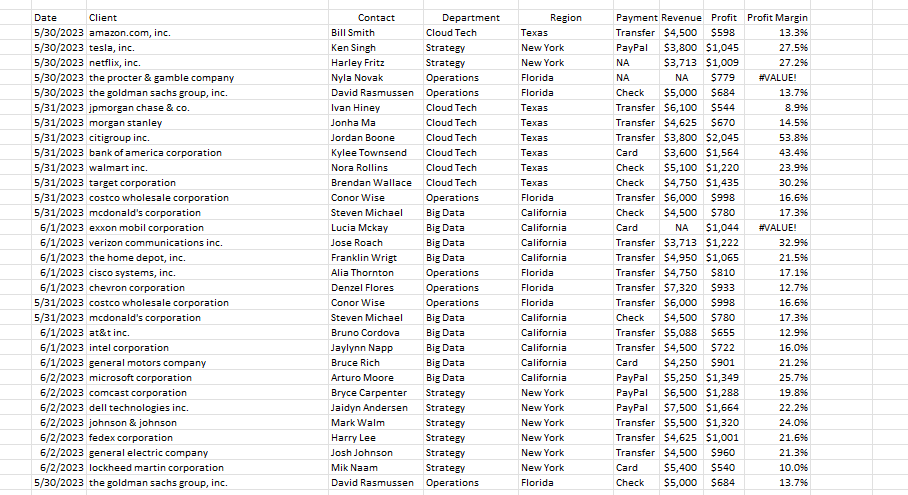 Date Client Contact Department Region Payment Revenue Profit Profit Margin
5/30/2023 amazon.com, inc. Bill Smith Cloud Tech Texas Transfer $4,500 $598 13.3%
5/30/2023 tesla, inc. Ken Singh Strategy New York PayPal $3,800 $1,045 27.5%
5/30/2023 netflix, inc. Harley Fritz Strategy New York NA $3,713 $1,009 27.2%
5/30/2023 the procter & gamble company Nyla Novak Operations Florida NA NA $779 #VALUE!
5/30/2023 the goldman sachs group, inc. David Rasmussen Operations Florida Check $5,000 $684 13.7%
5/31/2023 jpmorgan chase & co. Ivan Hiney Cloud Tech Texas Transfer $6,100 $544 8.9%
5/31/2023 morgan stanley Jonha Ma Cloud Tech Texas Transfer $4,625 $670 14.5%
5/31/2023 citigroup inc. Jordan Boone Cloud Tech Texas Transfer $3,800 $2,045 53.8%
5/31/2023 bank of america corporation Kylee Townsend Cloud Tech Texas Card $3,600 $1,564 43.4%
5/31/2023 walmart inc. Nora Rollins Cloud Tech Texas Check $5,100 $1,220 23.9%
5/31/2023 target corporation Brendan Wallace Cloud Tech Texas Check $4,750 $1,435 30.2%
5/31/2023 costco wholesale corporation Conor Wise Operations Florida Transfer $6,000 $998 16.6%
5/31/2023 mcdonald's corporation Steven Michael Big Data California Check $4,500 $780 17.3%
6/1/2023 exxon mobil corporation Lucia Mckay Big Data California Card NA $1,044 #VALUE!
6/1/2023 verizon communications inc. Jose Roach Big Data California Transfer $3,713 $1,222 32.9%
6/1/2023 the home depot, inc. Franklin Wrigt Big Data California Transfer $4,950 $1,065 21.5%
6/1/2023 cisco systems, inc. Alia Thornton Operations Florida Transfer $4,750 $810 17.1%
6/1/2023 chevron corporation Denzel Flores Operations Florida Transfer $7,320 $933 12.7%
5/31/2023 costco wholesale corporation Conor Wise Operations Florida Transfer $6,000 $998 16.6%
5/31/2023 mcdonald's corporation Steven Michael Big Data California Check $4,500 $780 17.3%
6/1/2023 at&t inc. Bruno Cordova Big Data California Transfer $5,088 $655 12.9%
6/1/2023 intel corporation Jaylynn Napp Big Data California Transfer $4,500 $722 16.0%
6/1/2023 general motors company Bruce Rich Big Data California Card $4,250 $901 21.2%
6/2/2023 microsoft corporation Arturo Moore Big Data California PayPal $5,250 $1,349 25.7%
6/2/2023 comcast corporation Bryce Carpenter Strategy New York PayPal $6,500 $1,288 19.8%
6/2/2023 dell technologies inc. Jaidyn Andersen Strategy New York PayPal $7,500 $1,664 22.2%
6/2/2023 johnson & johnson Mark Walm Strategy New York Transfer $5,500 $1,320 24.0%
6/2/2023 fedex corporation Harry Lee Strategy New York Transfer $4,625 $1,001 21.6%
6/2/2023 general electric company Josh Johnson Strategy New York Transfer $4,500 $960 21.3%
6/2/2023 lockheed martin corporation Mik Naam Strategy New York Card $5,400 $540 10.0%
5/30/2023 the goldman sachs group, inc. David Rasmussen Operations Florida Check $5,000 $684 13.7%